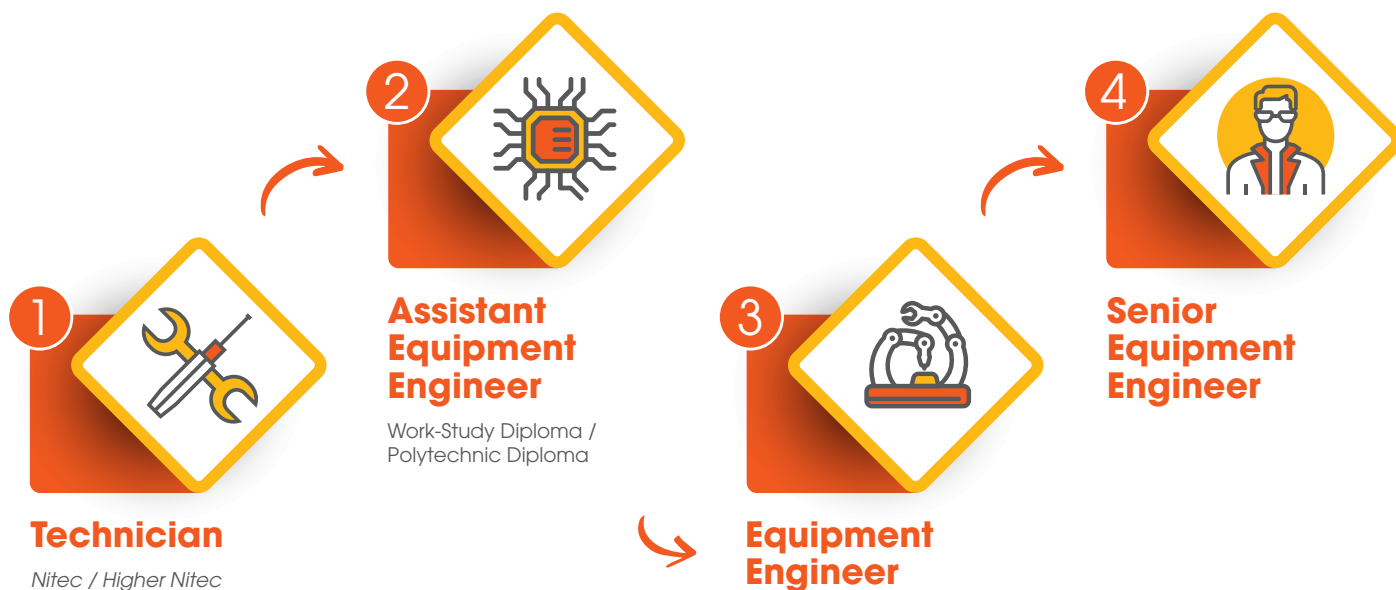 1
Technician
Nitec / Higher Nitec
2
Assistant
Equipment
Engineer
Work-Study Diploma /
Polytechnic Diploma
3
Equipment
Engineer
4
Senior
Equipment
Engineer